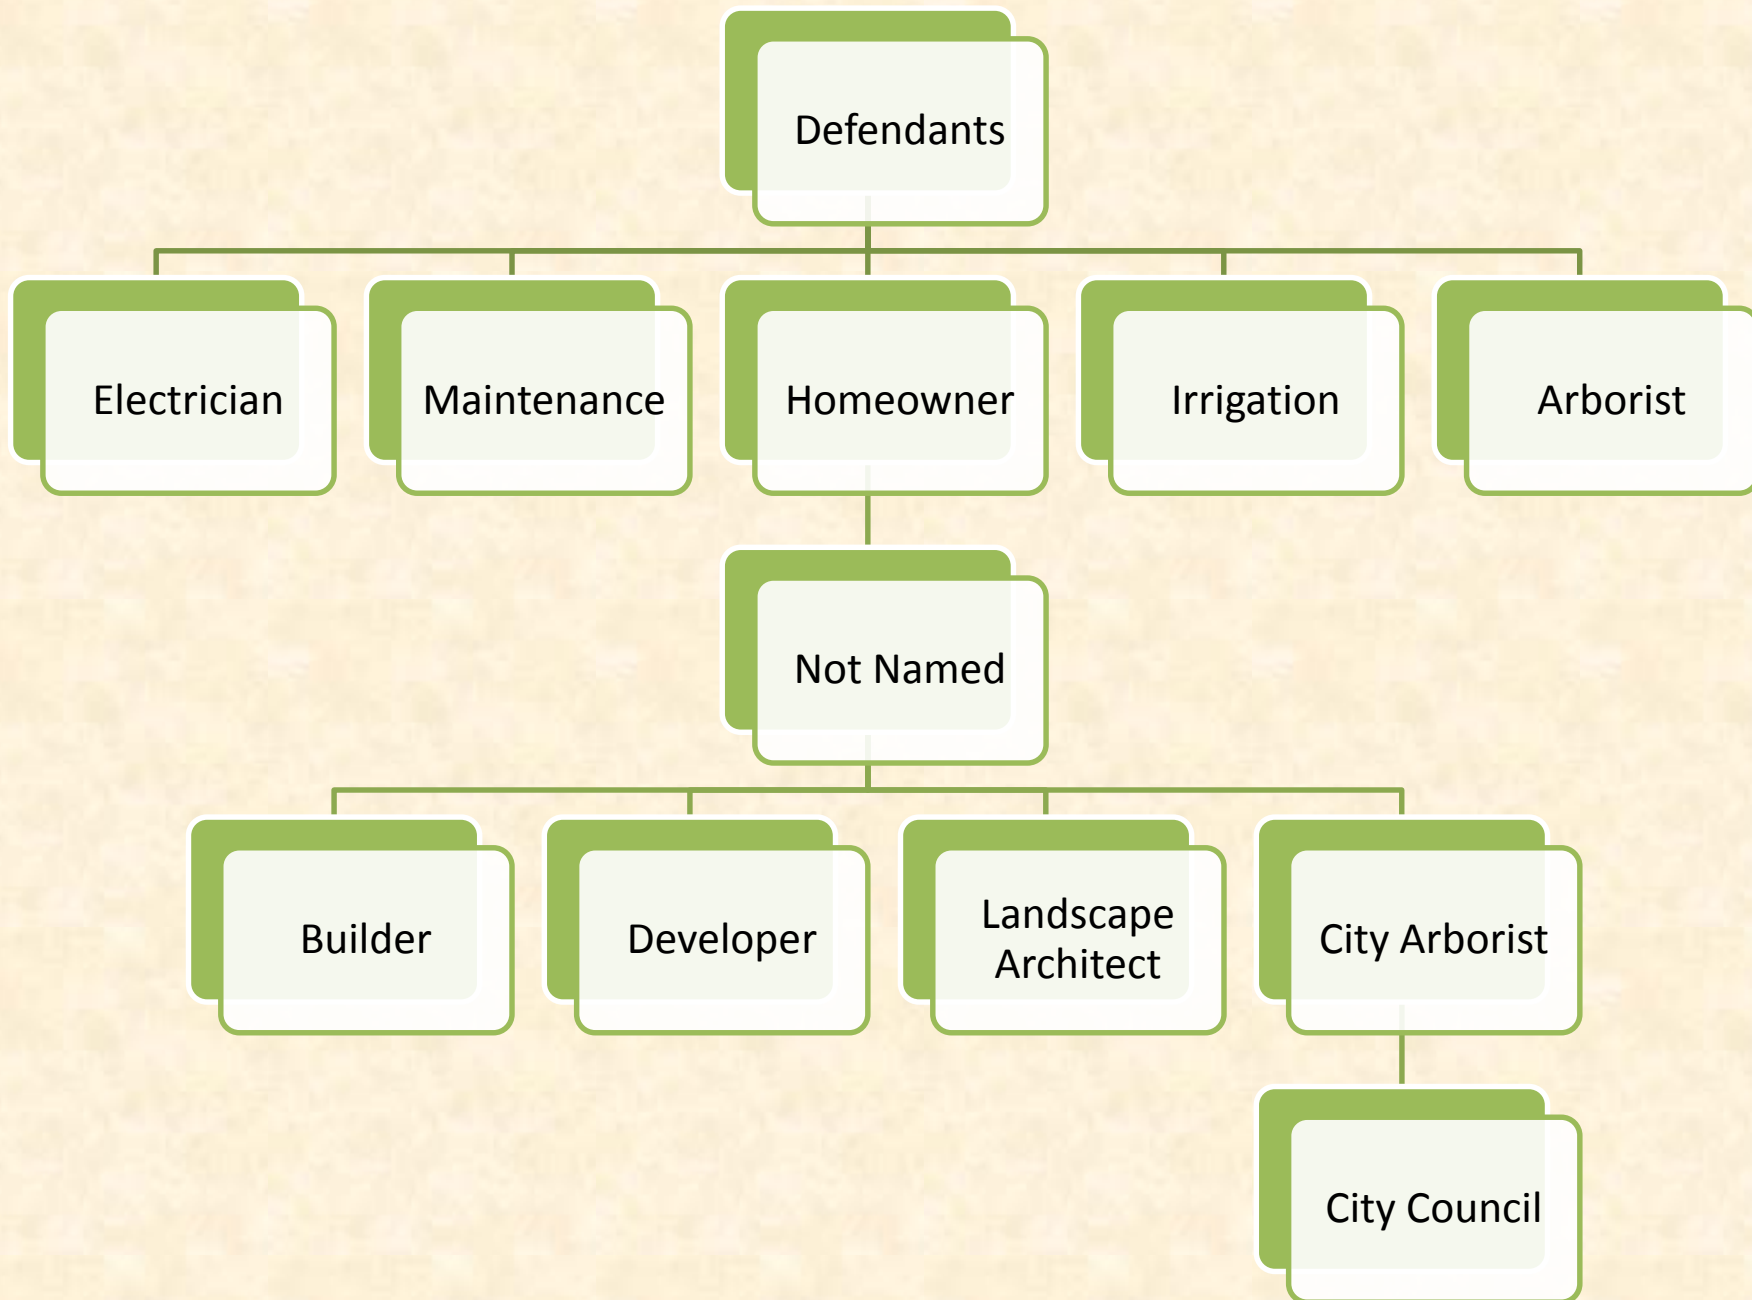 Defendants
Electrician
Maintenance
Homeowner
Irrigation
Arborist
Not Named
Builder
Developer
Landscape
Architect
City Arborist
City Council